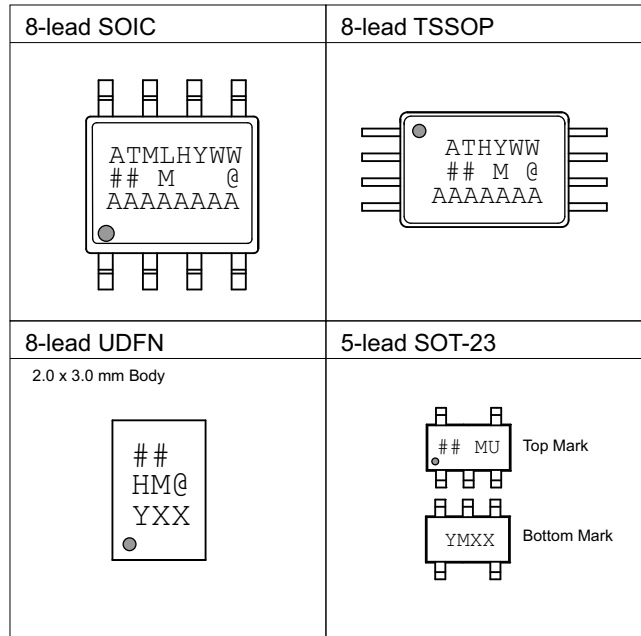 8-lead SOIC
ATMLHYWW
## M @
AAAAAAAA
8-lead TSSOP
ATHYWW
## M @
AAAAAAA
8-lead UDFN
2.0 x 3.0 mm Body
##
HM@
YXX
5-lead SOT-23
## MU
Top Mark
YMXX
Bottom Mark